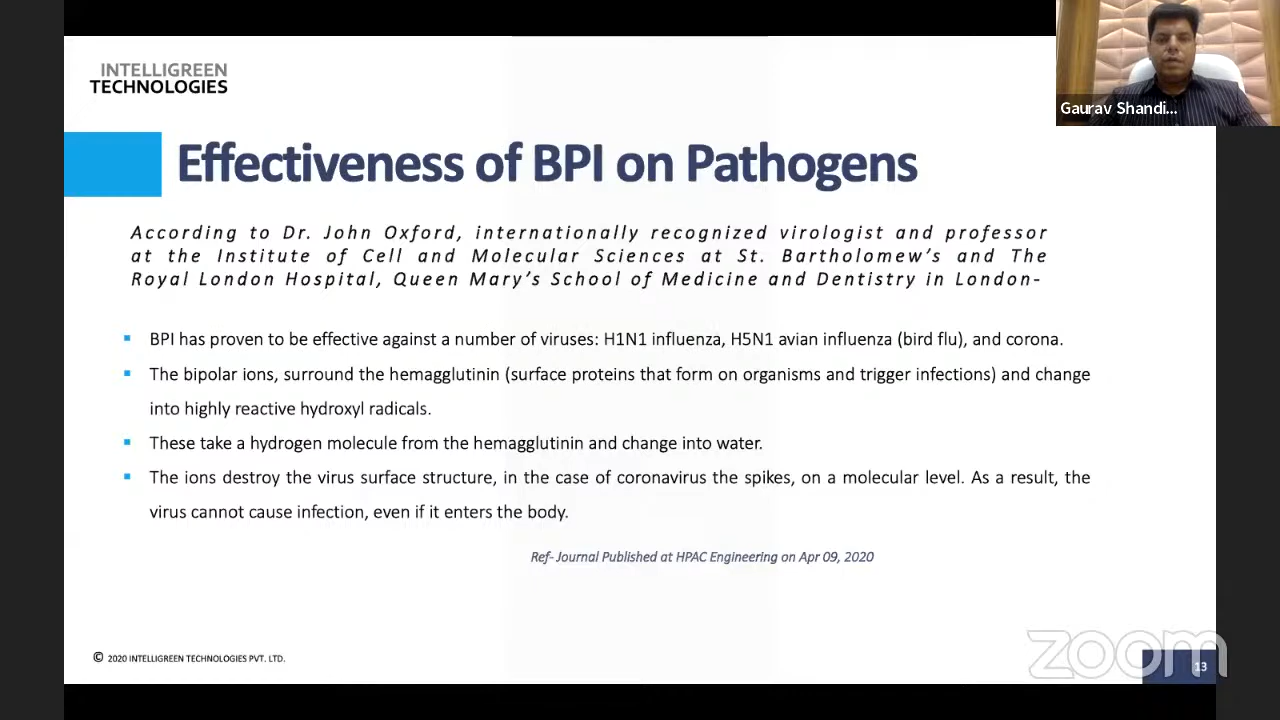 INTELLIGREEN
TECHNOLOGIES
Gaurav Shandi...
Effectiveness of BPI on Pathogens
According to Dr. John Oxford, internationally recognized virologist and professor
at the Institute of Cell and Molecular Sciences at St. Bartholomew's and The
Royal London Hospital, Queen Mary's School of Medicine and Dentistry in London-
▪ BPI has proven to be effective against a number of viruses: H1N1 influenza, H5N1 avian influenza (bird flu), and corona.
▪ The bipolar ions, surround the hemagglutinin (surface proteins that form on organisms and trigger infections) and change
into highly reactive hydroxyl radicals.
▪ These take a hydrogen molecule from the hemagglutinin and change into water.
▪ The ions destroy the virus surface structure, in the case of coronavirus the spikes, on a molecular level. As a result, the
virus cannot cause infection, even if it enters the body.
Ref- Journal Published at HPAC Engineering on Apr 09, 2020
© 2020 INTELLIGREEN TECHNOLOGIES PVT. LTD.
zoom
13